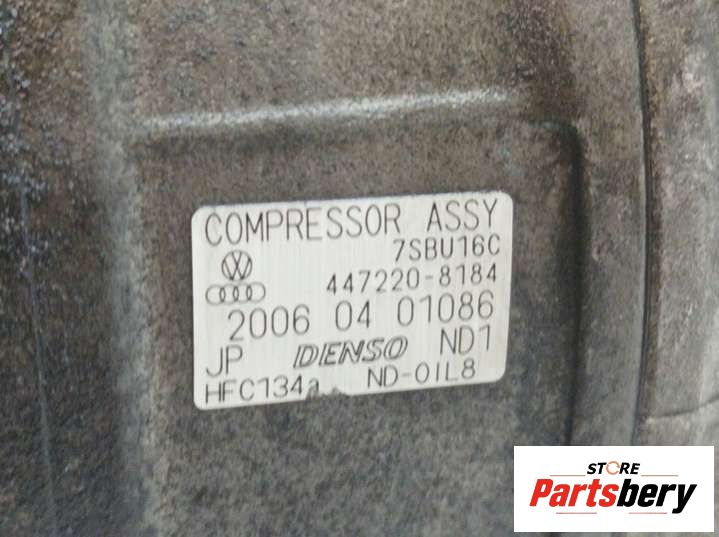 COMPRESSOR ASSY
7SBU16C
447220-8184
2006 04 01086
JP DENSO ND1
HFC134a ND-OIL8
STORE
Partsbery